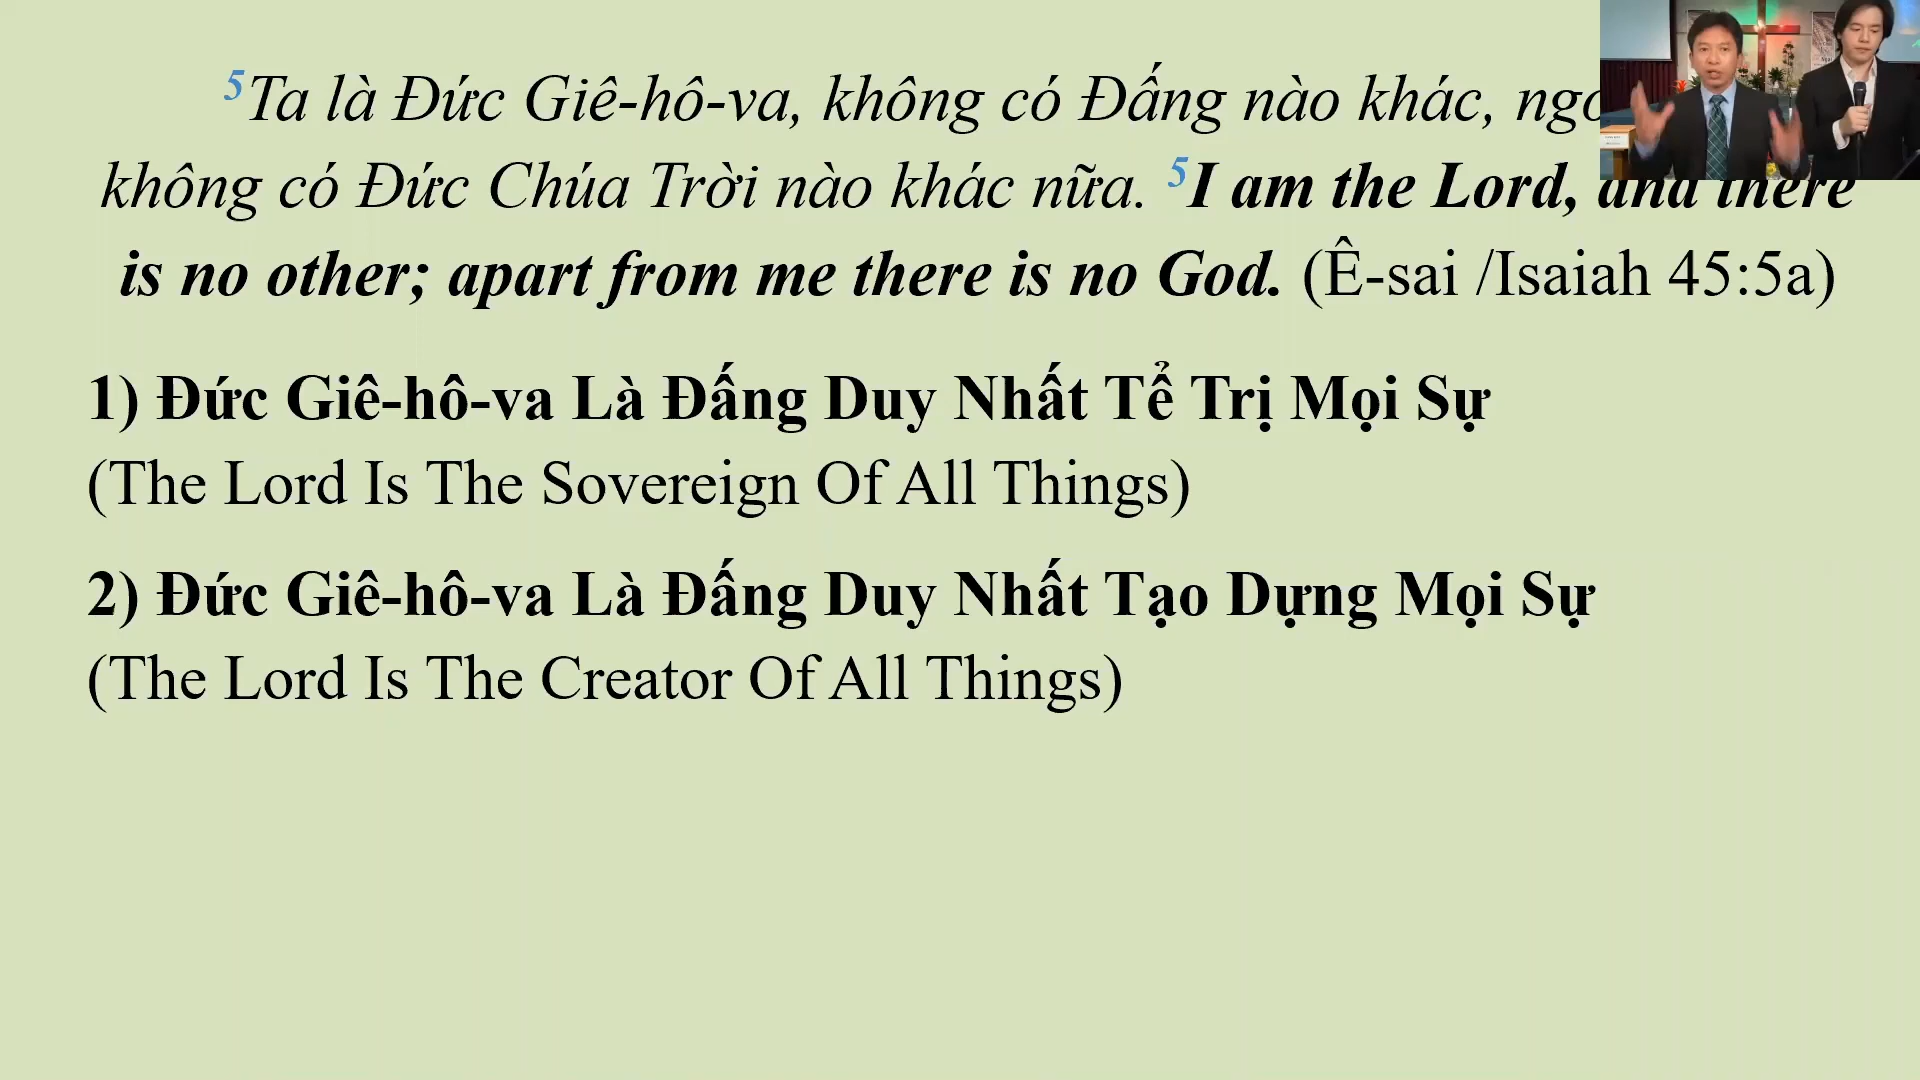 ⁵Ta là Đức Giê-hô-va, không có Đấng nào khác,
không có Đức Chúa Trời nào khác nữa. ⁵I am the Lord, and there
is no other; apart from me there is no God. (Ê-sai /Isaiah 45:5a)
1) Đức Giê-hô-va Là Đấng Duy Nhất Tể Trị Mọi Sự
(The Lord Is The Sovereign Of All Things)
2) Đức Giê-hô-va Là Đấng Duy Nhất Tạo Dựng Mọi Sự
(The Lord Is The Creator Of All Things)